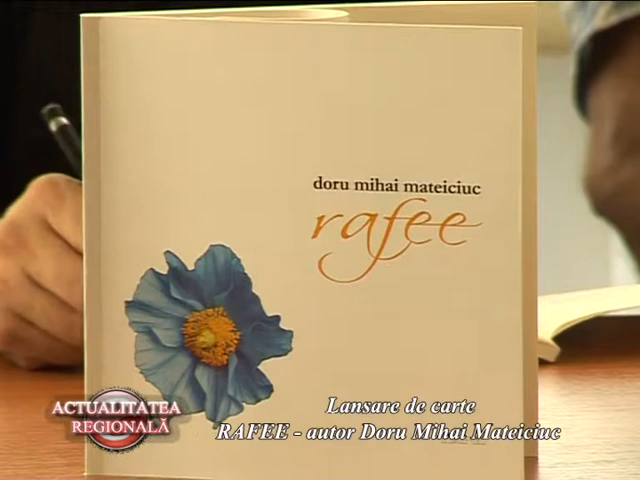 doru mihai mateiciuc
rafee
ACTUALITATEA
REGIONALĂ
Lansare de carte
RAFEE - autor Doru Mihai Mateiciuc